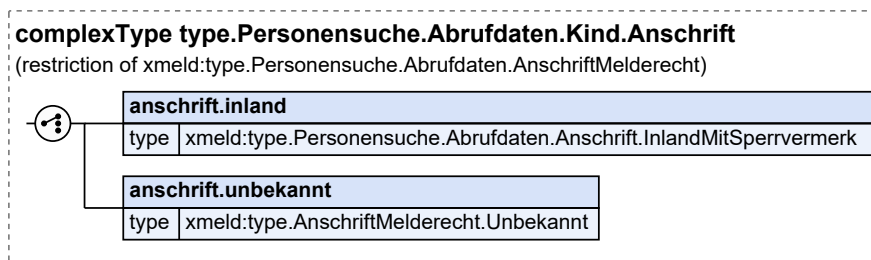 complexType type.Personensuche.Abrufdaten.Kind.Anschrift
(restriction of xmeld:type.Personensuche.Abrufdaten.AnschriftMelderecht)
anschrift.inland
type xmeld:type.Personensuche.Abrufdaten.Anschrift.InlandMitSperrvermerk
anschrift.unbekannt
type xmeld:type.AnschriftMelderecht.Unbekannt